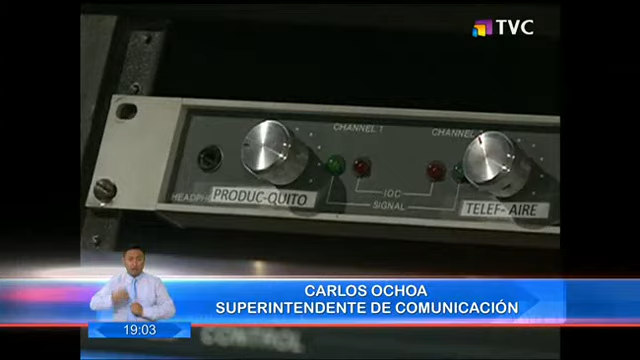 TVC
CHANNEL 1
CHANNEL
HEADPH
PRODUC-QUITO
IOC
SIGNAL
TELEF-AIRE
CARLOS OCHOA
SUPERINTENDENTE DE COMUNICACIÓN
19:03
CONTROL